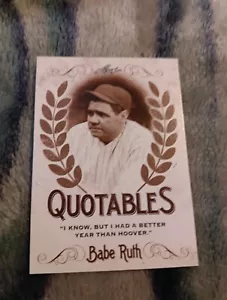 QUOTABLES
"I KNOW, BUT I HAD A BETTER
YEAR THAN HOOVER."
Babe Ruth